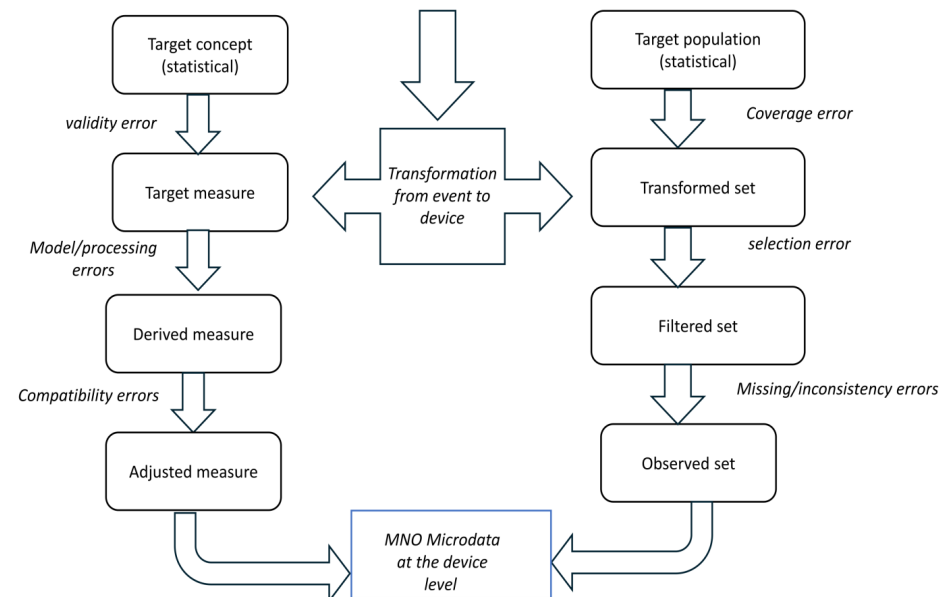 Target concept
(statistical)
validity error
Target measure
Model/processing
errors
Derived measure
Compatibility errors
Adjusted measure
Transformation
from event to
device
Target population
(statistical)
Coverage error
Transformed set
selection error
Filtered set
Missing/inconsistency errors
Observed set
MNO Microdata
at the device
level